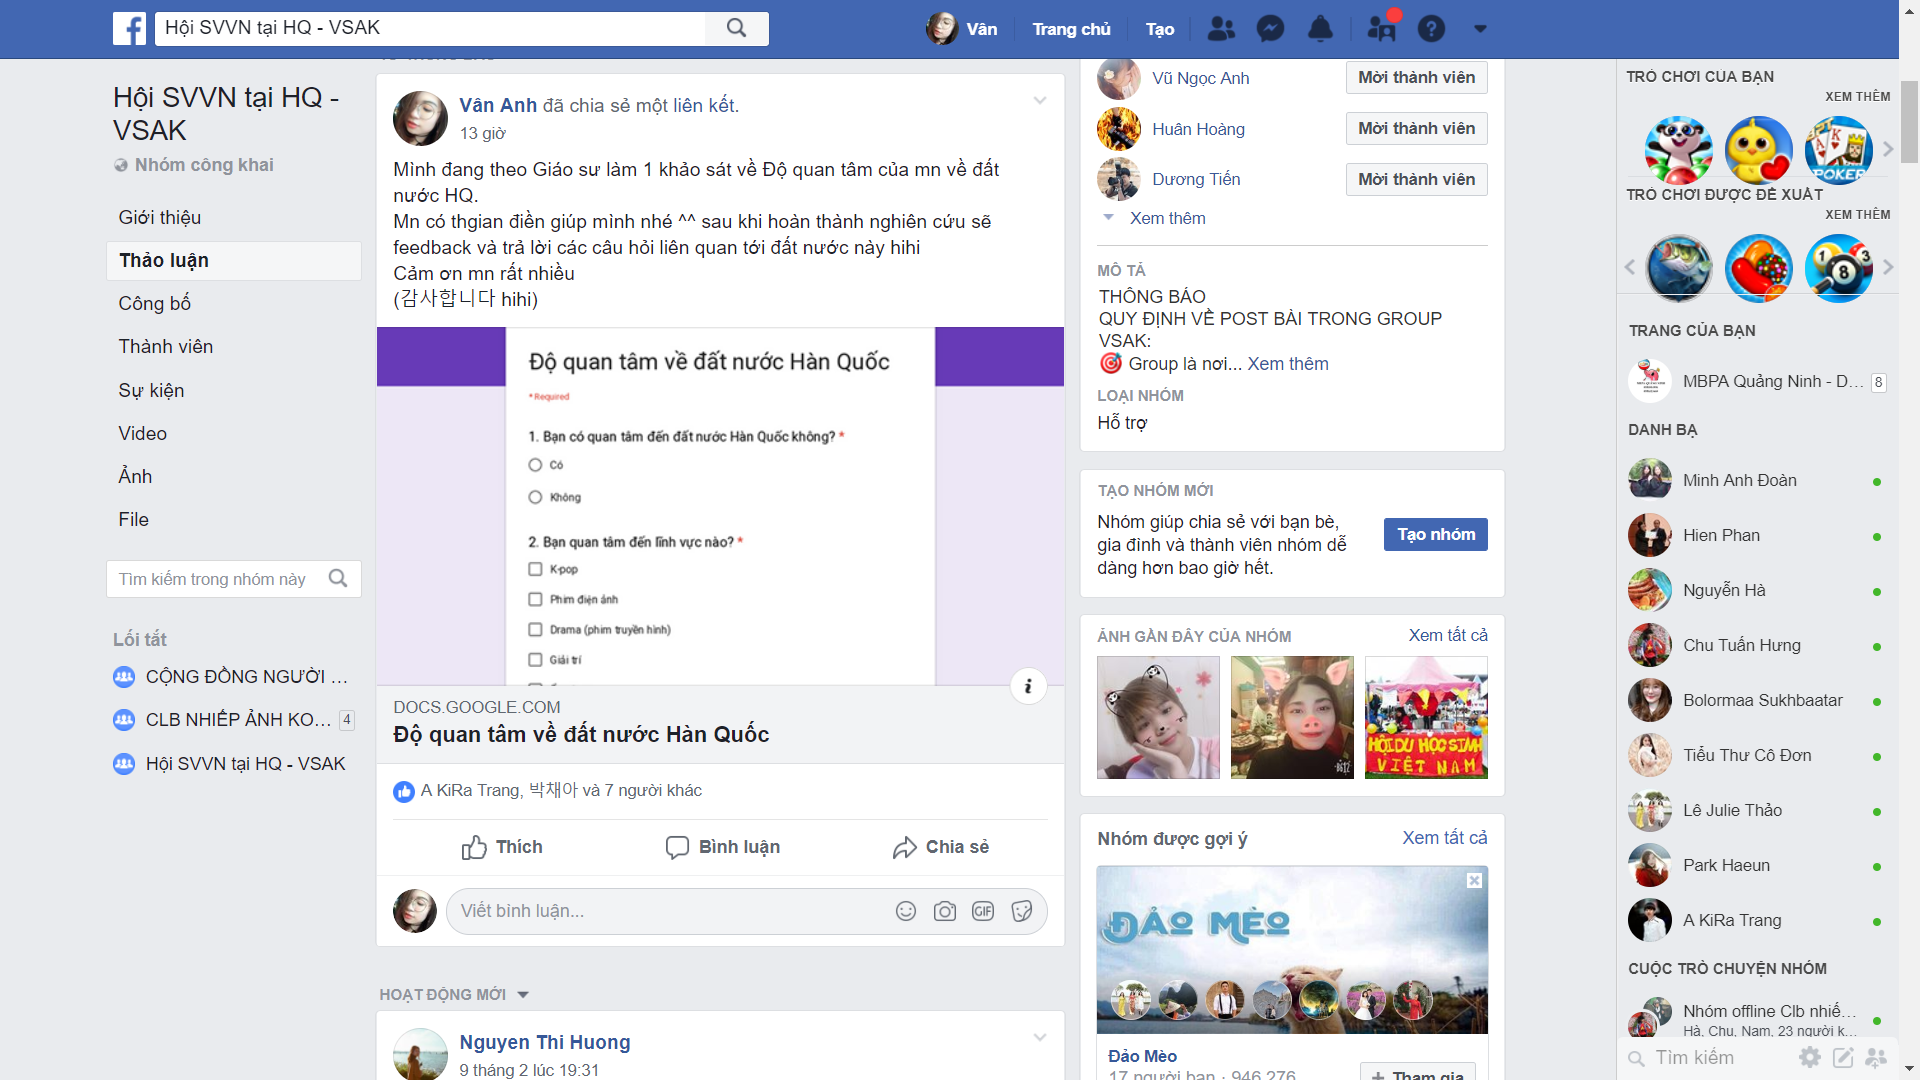 Hội SVVN tại HQ - VSAK
Vân
Trang chủ
Tạo
Hội SVVN tại HQ -
VSAK
Nhóm công khai
Giới thiệu
Thảo luận
Công bố
Thành viên
Sự kiện
Video
Ảnh
File
Tìm kiếm trong nhóm này
Lối tắt
CỘNG ĐỒNG NGƯỜI ...
CLB NHIẾP ẢNH KO... 4
Hội SVVN tại HQ - VSAK
Vân Anh đã chia sẻ một liên kết.
13 giờ
Mình đang theo Giáo sư làm 1 khảo sát về Độ quan tâm của mn về đất
nước HQ.
Mn có thgian điền giúp mình nhé ^^ sau khi hoàn thành nghiên cứu sẽ
feedback và trả lời các câu hỏi liên quan tới đất nước này hihi
Cảm ơn mn rất nhiều
(감사합니다 hihi)
Độ quan tâm về đất nước Hàn Quốc
* Required
1. Bạn có quan tâm đến đất nước Hàn Quốc không? *
Có
Không
2. Bạn quan tâm đến lĩnh vực nào? *
K-pop
Phim điện ảnh
Drama (phim truyền hình)
Giải trí
i
DOCS.GOOGLE.COM
Độ quan tâm về đất nước Hàn Quốc
A KiRa Trang, 박채아 và 7 người khác
Thích
Bình luận
Chia sẻ
Viết bình luận...
GIF
HOẠT ĐỘNG MỚI
Nguyen Thi Huong
9 tháng 2 lúc 19:31
Vũ Ngọc Anh
Mời thành viên
Huân Hoàng
Mời thành viên
Dương Tiến
Mời thành viên
Xem thêm
MÔ TẢ
THÔNG BÁO
QUY ĐỊNH VỀ POST BÀI TRONG GROUP
VSAK:
Group là nơi... Xem thêm
LOẠI NHÓM
Hỗ trợ
TẠO NHÓM MỚI
Nhóm giúp chia sẻ với bạn bè,
gia đình và thành viên nhóm dễ
dàng hơn bao giờ hết.
Tạo nhóm
ẢNH GẦN ĐÂY CỦA NHÓM
Xem tất cả
B612
HỘI DU HỌC SINH
VIỆT NAM
Nhóm được gợi ý
Xem tất cả
ĐẢO MÈO
Đảo Mèo
17 người bạn · 946.276
Tham gia
TRÒ CHƠI CỦA BẠN
XEM THÊM
POKER
TRÒ CHƠI ĐƯỢC ĐỀ XUẤT
XEM THÊM
1 8 3
TRANG CỦA BẠN
MBPA Quảng Ninh - D... 8
DANH BẠ
Minh Anh Đoàn
Hien Phan
Nguyễn Hà
Chu Tuấn Hưng
Bolormaa Sukhbaatar
Tiểu Thư Cô Đơn
Lê Julie Thảo
Park Haeun
A KiRa Trang
CUỘC TRÒ CHUYỆN NHÓM
Nhóm offline Clb nhiế...
Hà, Chu, Nam, 23 người k...
Tìm kiếm